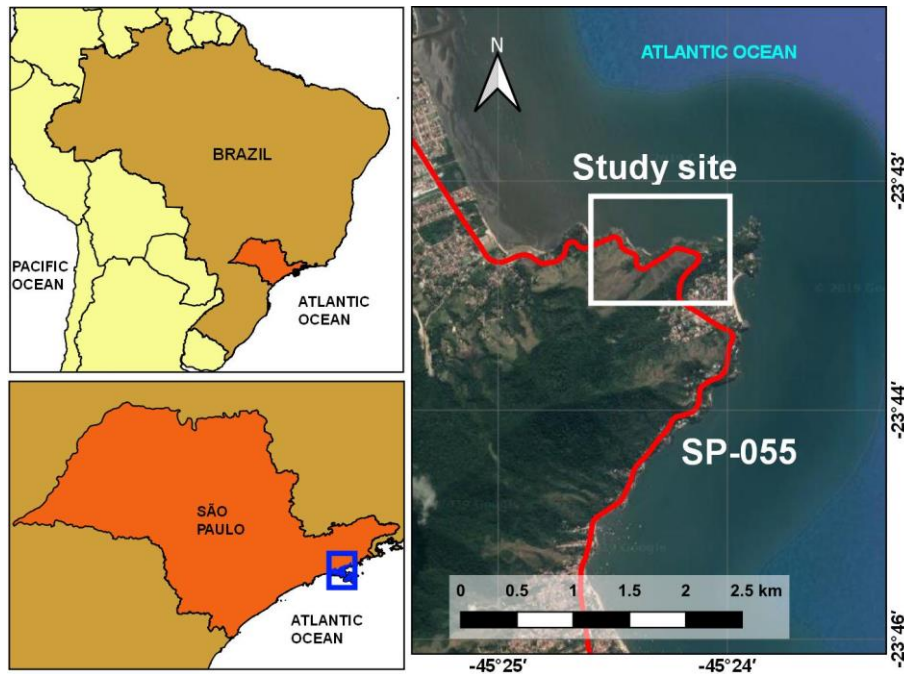 BRAZIL
PACIFIC
OCEAN
ATLANTIC
OCEAN
SÃO
PAULO
ATLANTIC
OCEAN
N
ATLANTIC OCEAN
Study site
SP-055
0 0.5 1 1.5 2 2.5 km
-23°43′
-23°44′
-23°46′
-45°25′
-45°24′